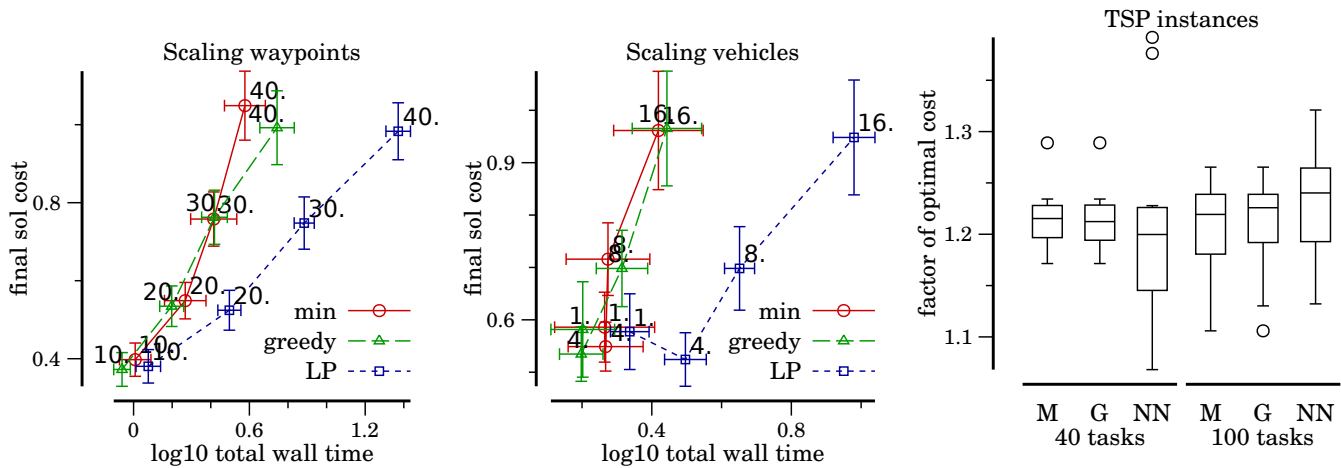 Scaling waypoints
final sol cost
0.8
0.4
40.
40.
40.
30.
30.
30.
20.
20.
20.
10.
10.
10.
min
greedy
LP
0
0.6
1.2
log10 total wall time
Scaling vehicles
final sol cost
0.9
0.6
16.
16.
16.
8.
8.
8.
1.
1.
1.
4.
4.
4.
min
greedy
LP
0.4
0.8
log10 total wall time
TSP instances
factor of optimal cost
1.3
1.2
1.1
M G NN M G NN
40 tasks 100 tasks